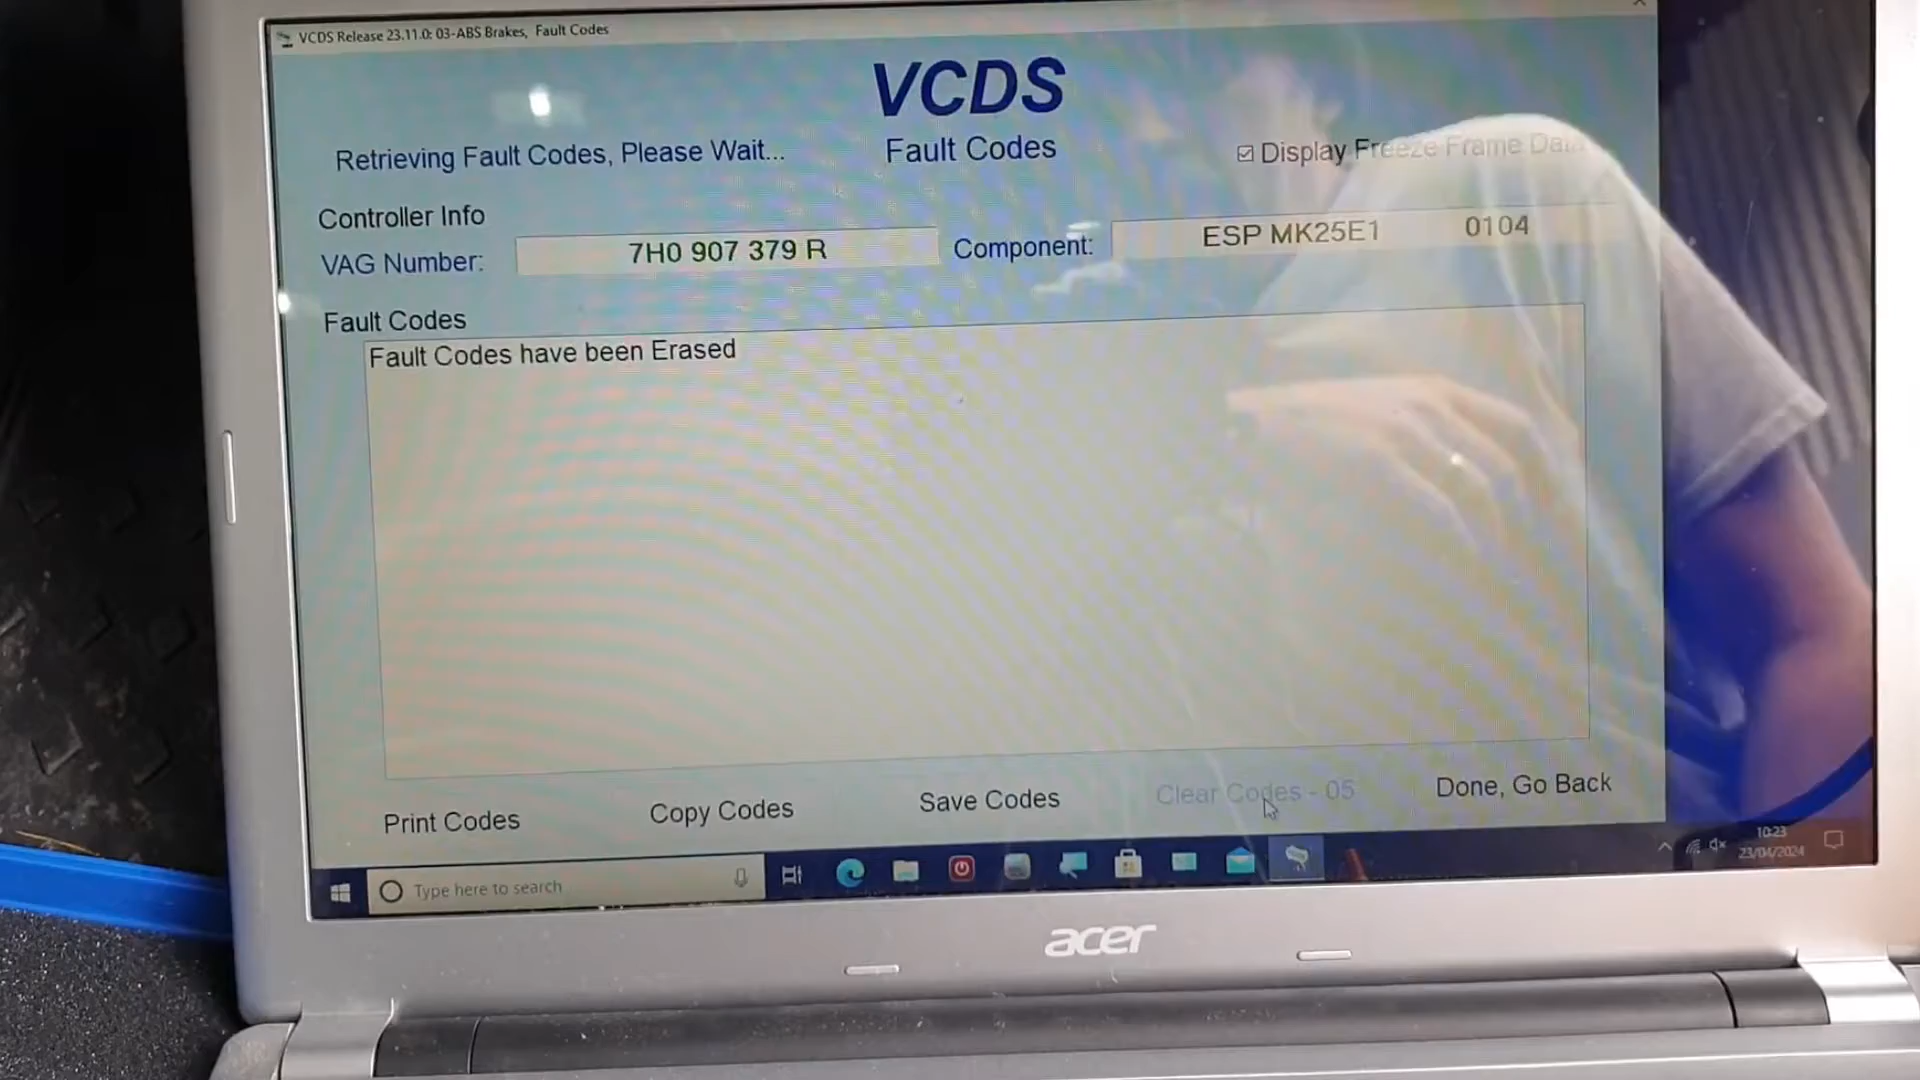 VCDS Release 23.11.0: 03-ABS Brakes, Fault Codes
VCDS
Retrieving Fault Codes, Please Wait...
Fault Codes
Display Freeze Frame Data
Controller Info
VAG Number:
7H0 907 379 R
Component:
ESP MK25E1 0104
Fault Codes
Fault Codes have been Erased
Print Codes
Copy Codes
Save Codes
Clear Codes - 05
Done, Go Back
Type here to search
10:23
23/04/2024
acer